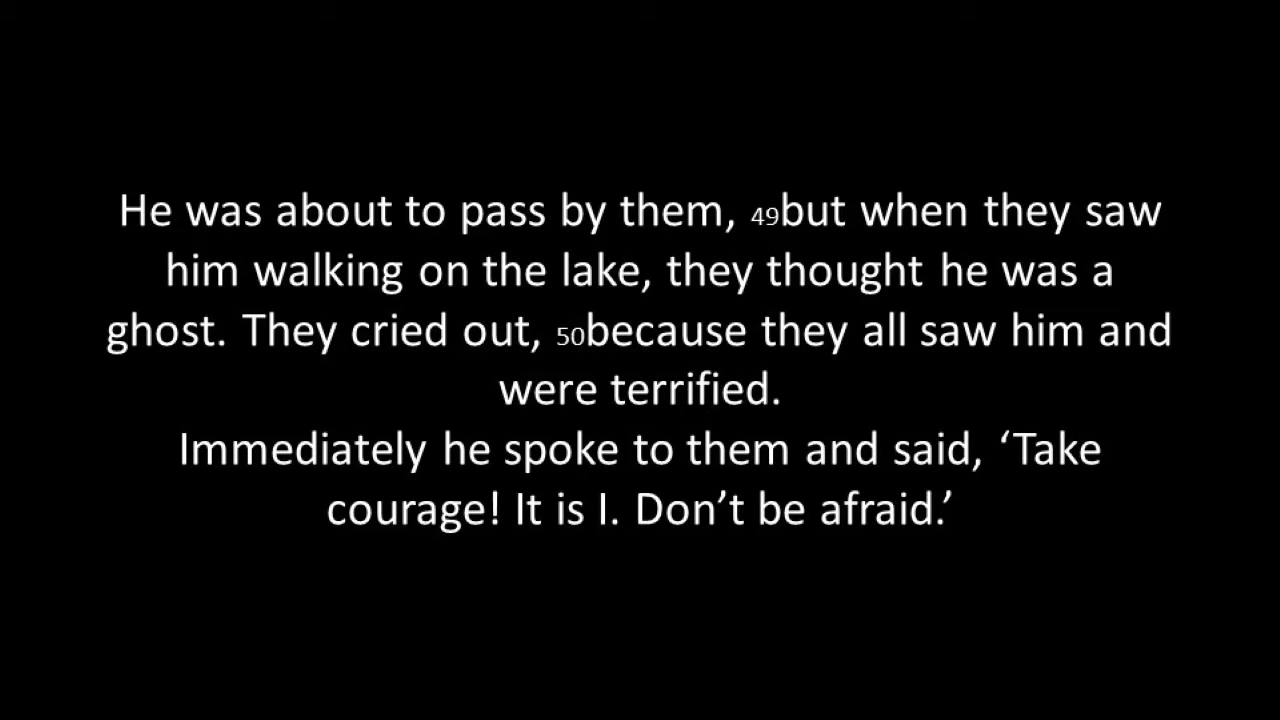 He was about to pass by them, 49but when they saw
him walking on the lake, they thought he was a
ghost. They cried out, 50because they all saw him and
were terrified.
Immediately he spoke to them and said, ‘Take
courage! It is I. Don’t be afraid.’